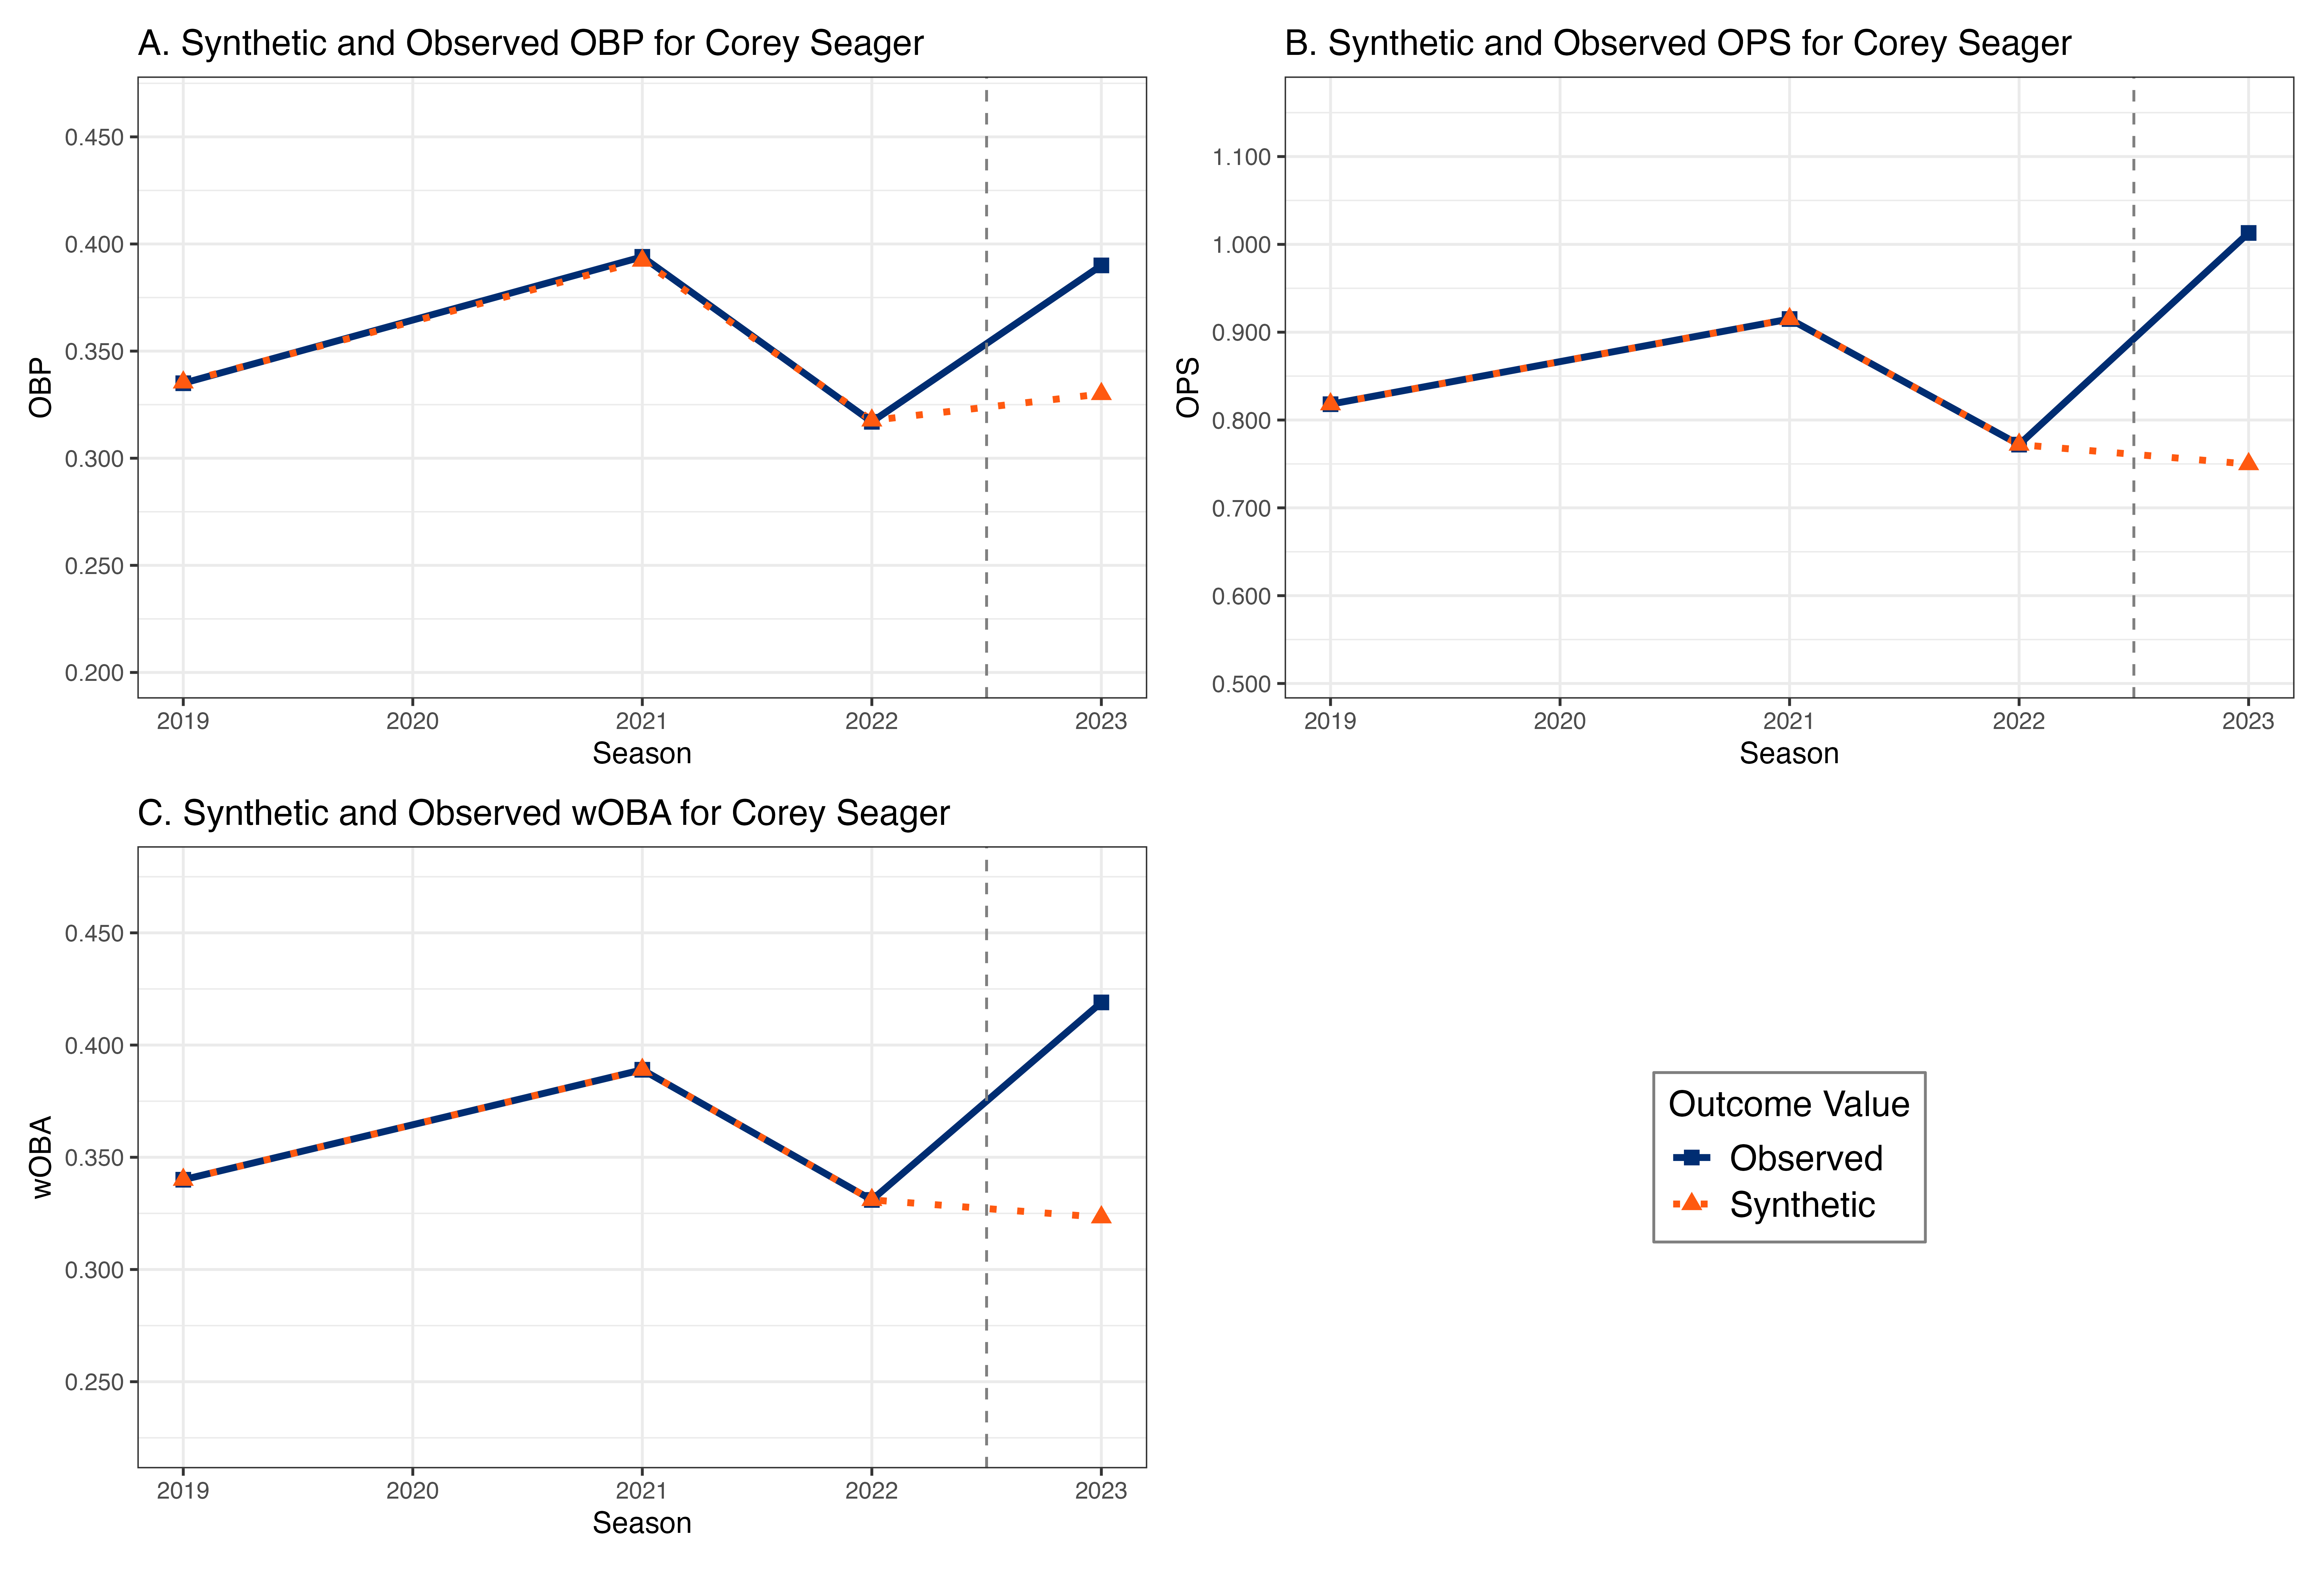 A. Synthetic and Observed OBP for Corey Seager
OBP
0.450
0.400
0.350
0.300
0.250
0.200
2019 2020 2021 2022 2023
Season
B. Synthetic and Observed OPS for Corey Seager
OPS
1.100
1.000
0.900
0.800
0.700
0.600
0.500
2019 2020 2021 2022 2023
Season
C. Synthetic and Observed wOBA for Corey Seager
wOBA
0.450
0.400
0.350
0.300
0.250
2019 2020 2021 2022 2023
Season
Outcome Value
Observed
Synthetic